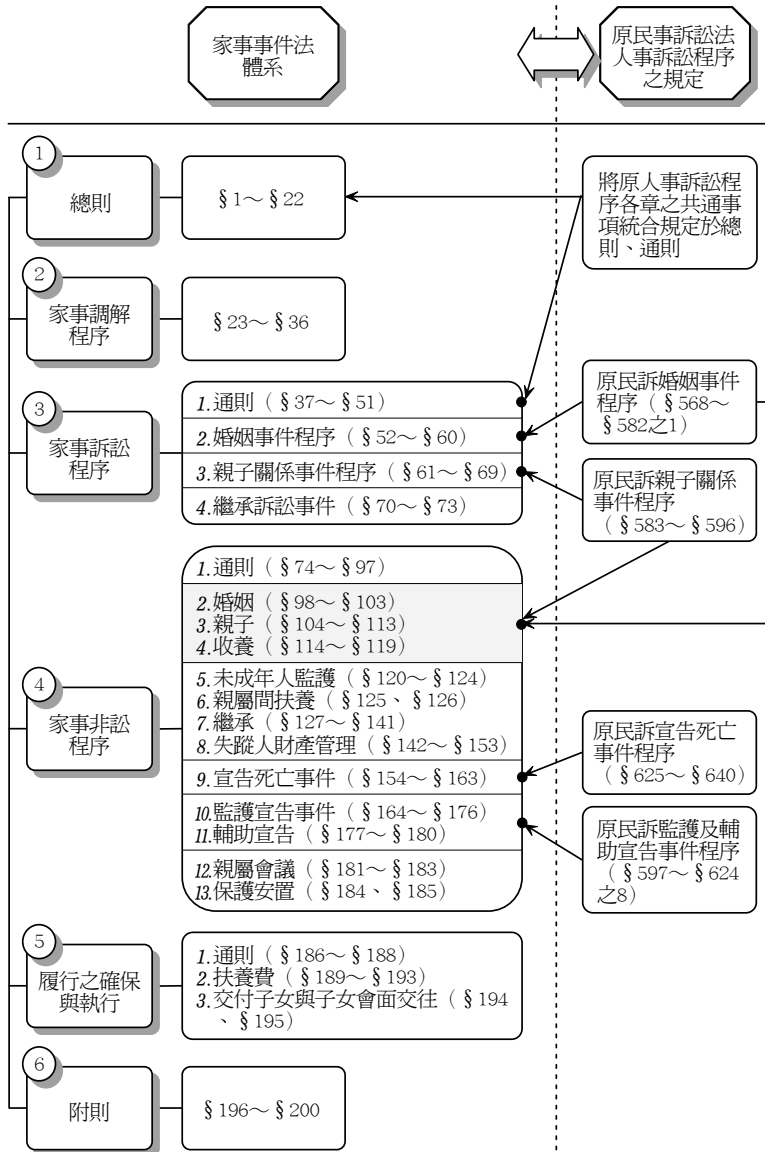 家事事件法
體系
原民事訴訟法
人事訴訟程序
之規定
1
總則
§1～§22
將原人事訴訟程
序各章之共通事
項統合規定於總
則、通則
2
家事調解
程序
§23～§36
3
家事訴訟
程序
1.通則（§37～§51）
2.婚姻事件程序（§52～§60）
3.親子關係事件程序（§61～§69）
4.繼承訴訟事件（§70～§73）
原民訴婚姻事件
程序（§568～
§582之1）
原民訴親子關係
事件程序
（§583～§596）
4
家事非訟
程序
1.通則（§74～§97）
2.婚姻（§98～§103）
3.親子（§104～§113）
4.收養（§114～§119）
5.未成年人監護（§120～§124）
6.親屬間扶養（§125、§126）
7.繼承（§127～§141）
8.失蹤人財產管理（§142～§153）
9.宣告死亡事件（§154～§163）
10.監護宣告事件（§164～§176）
11.輔助宣告（§177～§180）
12.親屬會議（§181～§183）
13.保護安置（§184、§185）
原民訴宣告死亡
事件程序
（§625～§640）
原民訴監護及輔
助宣告事件程序
（§597～§624
之8）
5
履行之確保
與執行
1.通則（§186～§188）
2.扶養費（§189～§193）
3.交付子女與子女會面交往（§194
、§195）
6
附則
§196～§200